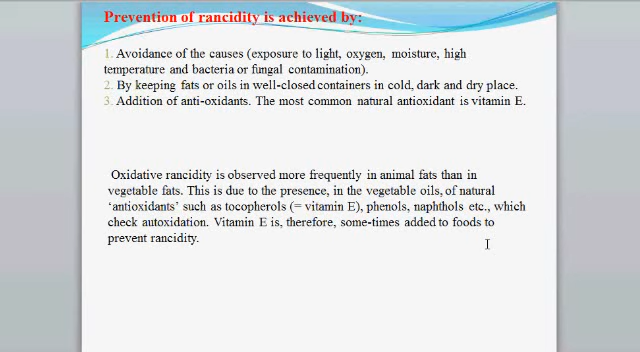 Prevention of rancidity is achieved by:
1. Avoidance of the causes (exposure to light, oxygen, moisture, high
temperature and bacteria or fungal contamination).
2. By keeping fats or oils in well-closed containers in cold, dark and dry place.
3. Addition of anti-oxidants. The most common natural antioxidant is vitamin E.
Oxidative rancidity is observed more frequently in animal fats than in
vegetable fats. This is due to the presence, in the vegetable oils, of natural
‘antioxidants’ such as tocopherols (= vitamin E), phenols, naphthols etc., which
check autoxidation. Vitamin E is, therefore, some-times added to foods to
prevent rancidity.